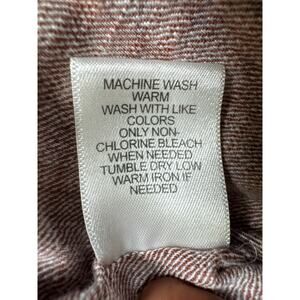 MACHINE WASH
WARM
WASH WITH LIKE
COLORS
ONLY NON-
CHLORINE BLEACH
WHEN NEEDED
TUMBLE DRY LOW
WARM IRON IF
NEEDED